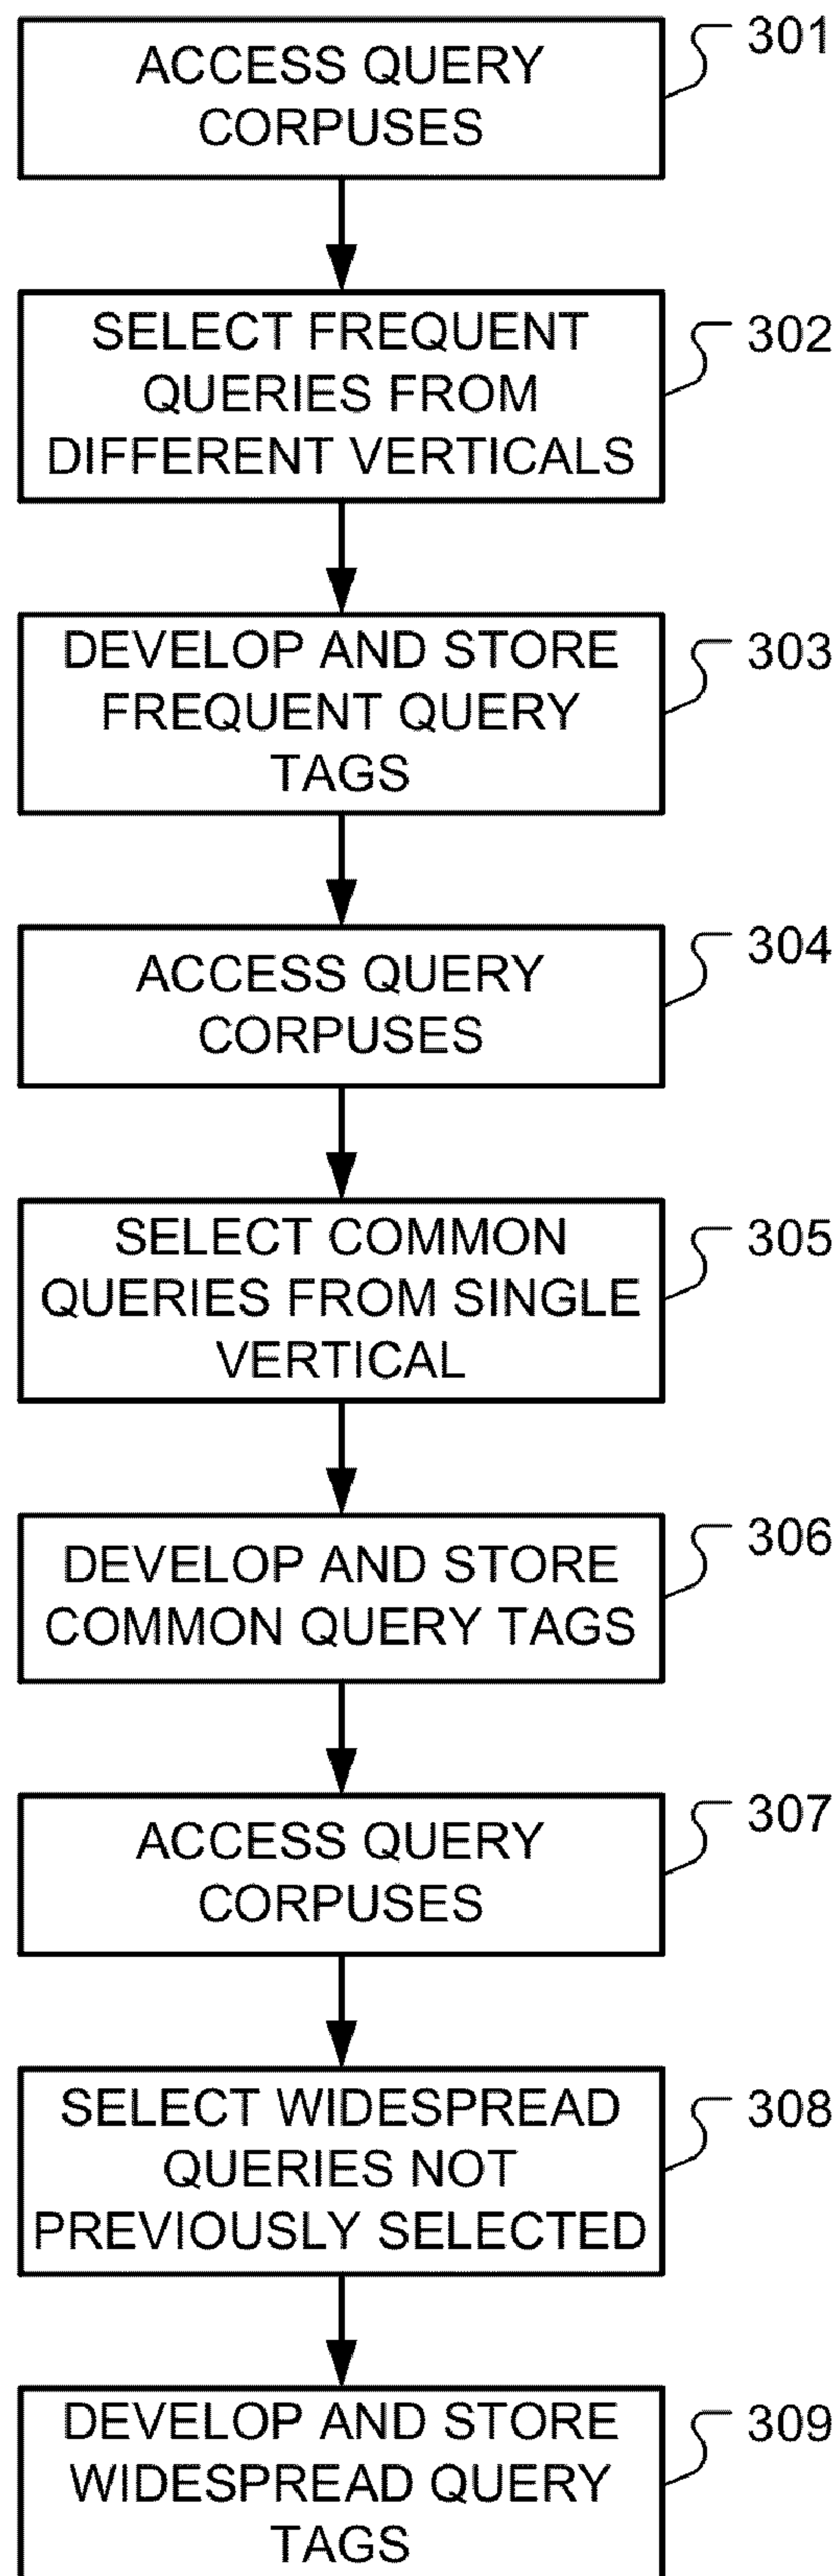 ACCESS QUERY
CORPUSES
301
SELECT FREQUENT
QUERIES FROM
DIFFERENT VERTICALS
302
DEVELOP AND STORE
FREQUENT QUERY
TAGS
303
ACCESS QUERY
CORPUSES
304
SELECT COMMON
QUERIES FROM SINGLE
VERTICAL
305
DEVELOP AND STORE
COMMON QUERY TAGS
306
ACCESS QUERY
CORPUSES
307
SELECT WIDESPREAD
QUERIES NOT
PREVIOUSLY SELECTED
308
DEVELOP AND STORE
WIDESPREAD QUERY
TAGS
309